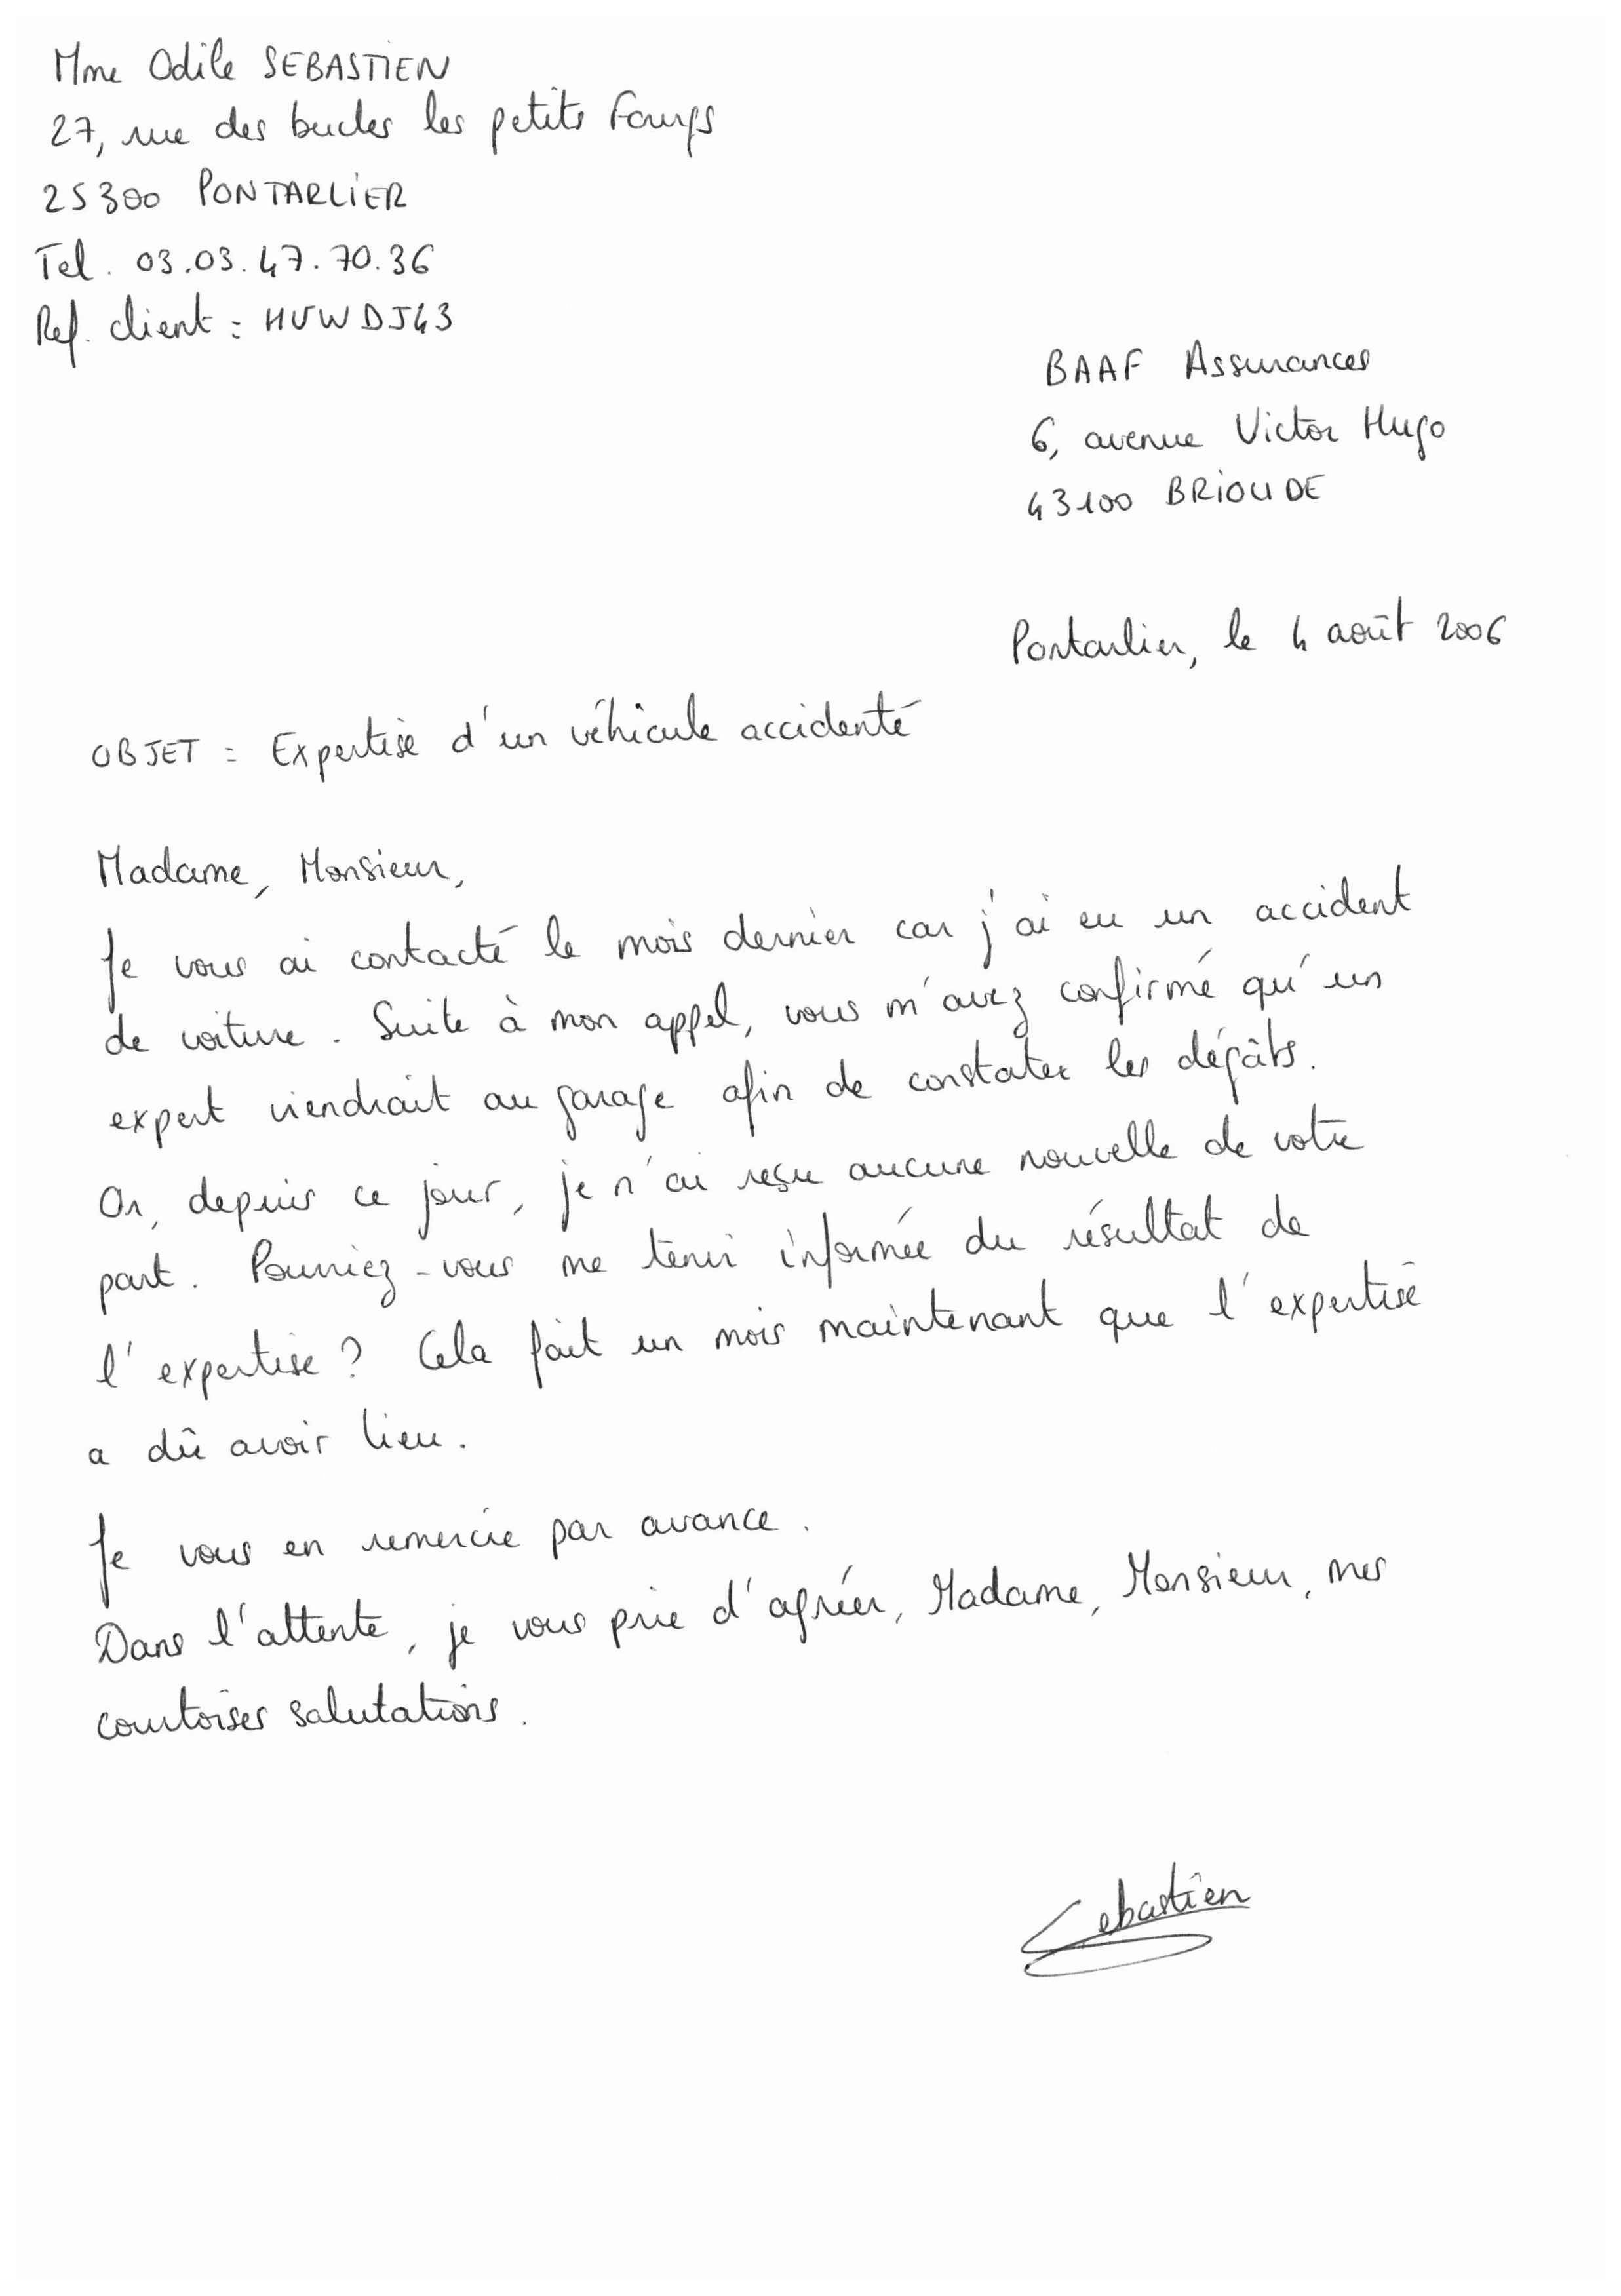 Mme Odile SEBASTIEN
27, rue des bucles les petits Fourgs
25300 PONTARLIER
Tel. 03.03.47.70.36
Ref. client : HUWDJ43
BAAF Assurances
6, avenue Victor Hugo
43100 BRIOUDE
Pontarlier, le 4 août 2006
OBJET : Expertise d'un véhicule accidenté
Madame, Monsieur,
Je vous ai contacté le mois dernier car j'ai eu un accident
de voiture. Suite à mon appel, vous m'avez confirmé qu'un
expert viendrait au garage afin de constater les dégâts.
Or, depuis ce jour, je n'ai reçu aucune nouvelle de votre
part. Pourriez-vous me tenir informée du résultat de
l'expertise ? Cela fait un mois maintenant que l'expertise
a dû avoir lieu.
Je vous en remercie par avance.
Dans l'attente, je vous prie d'agréer, Madame, Monsieur, mes
courtoises salutations.
Sebastien